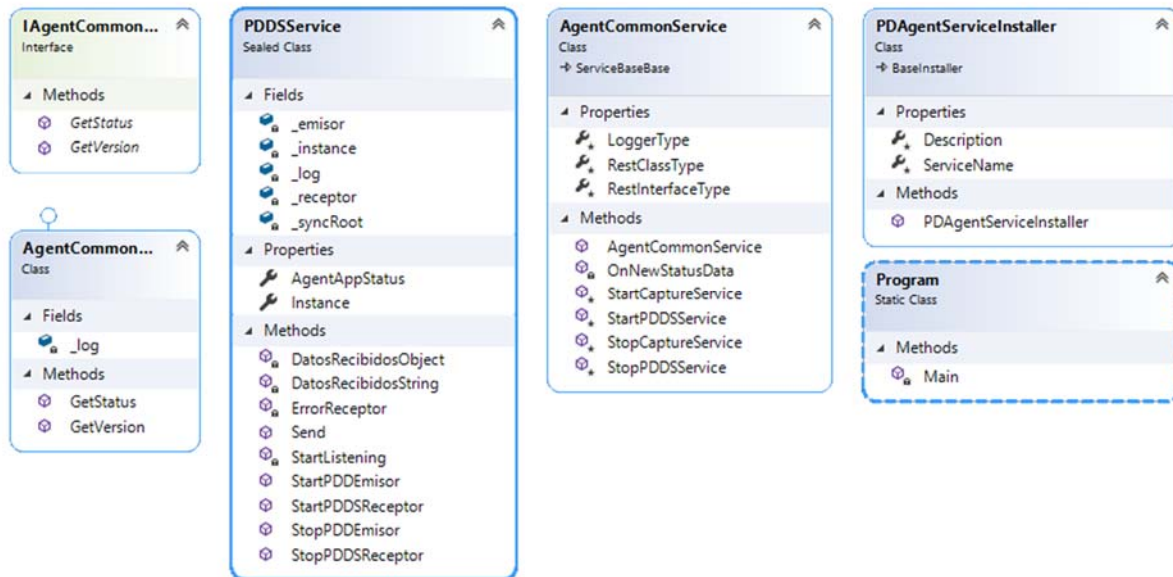 IAgentCommon...
Interface
Methods
GetStatus
GetVersion
AgentCommon...
Class
Fields
_log
Methods
GetStatus
GetVersion
PDDSService
Sealed Class
Fields
_emisor
_instance
_log
_receptor
_syncRoot
Properties
AgentAppStatus
Instance
Methods
DatosRecibidosObject
DatosRecibidosString
ErrorReceptor
Send
StartListening
StartPDDEmisor
StartPDDSReceptor
StopPDDEmisor
StopPDDSReceptor
AgentCommonService
Class
ServiceBaseBase
Properties
LoggerType
RestClassType
RestInterfaceType
Methods
AgentCommonService
OnNewStatusData
StartCaptureService
StartPDDSService
StopCaptureService
StopPDDSService
PDAgentServiceInstaller
Class
BaseInstaller
Properties
Description
ServiceName
Methods
PDAgentServiceInstaller
Program
Static Class
Methods
Main